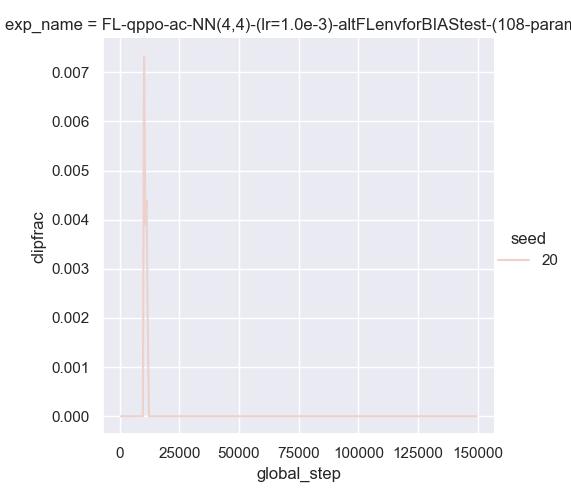 exp_name = FL-qppo-ac-NN(4,4)-(lr=1.0e-3)-altFLenvforBIAStest-(108-param
0.007
0.006
0.005
0.004
0.003
0.002
0.001
0.000
clipfrac
0 25000 50000 75000 100000 125000 150000
global_step
seed
20